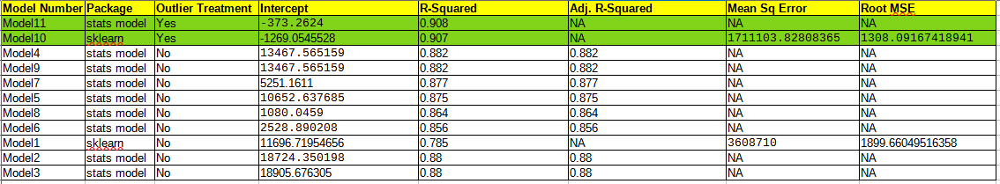 Model Number Package Outlier Treatment Intercept R-Squared Adj. R-Squared Mean Sq Error Root MSE
Model11 stats model Yes -373.2624 0.908 NA NA NA
Model10 sklearn Yes -1269.0545528 0.907 NA 1711103.82808365 1308.09167418941
Model4 stats model No 13467.565159 0.882 0.882 NA NA
Model9 stats model No 13467.565159 0.882 0.882 NA NA
Model7 stats model No 5251.1611 0.877 0.877 NA NA
Model5 stats model No 10652.637685 0.875 0.875 NA NA
Model8 stats model No 1080.0459 0.864 0.864 NA NA
Model6 stats model No 2528.890208 0.856 0.856 NA NA
Model1 sklearn No 11696.71954656 0.785 NA 3608710 1899.66049516358
Model2 stats model No 18724.350198 0.88 0.88 NA NA
Model3 stats model No 18905.676305 0.88 0.88 NA NA